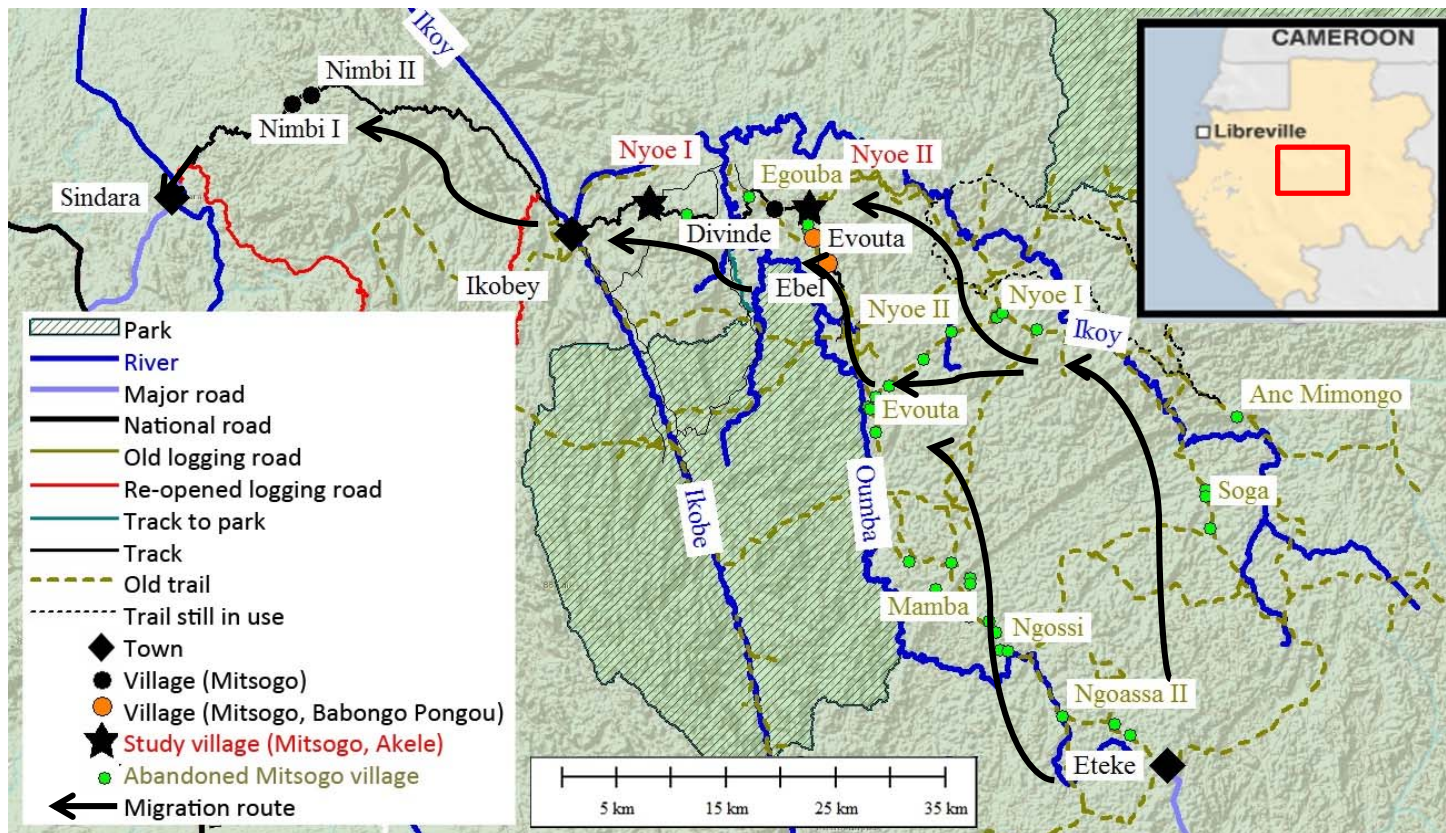 Ikoy
Nimbi II
Nimbi I
Sindara
Ikobey
Nyoe I
Nyoe II
Egouba
Divinde
Evouta
Ebel
Nyoe II
Nyoe I
Ikoy
Evouta
Anc Mimongo
Soga
Oumba
Ikobe
Mamba
Ngossi
Ngoassa II
Eteke
CAMEROON
Libreville
Park
River
Major road
National road
Old logging road
Re-opened logging road
Track to park
Track
Old trail
Trail still in use
Town
Village (Mitsogo)
Village (Mitsogo, Babongo Pongou)
Study village (Mitsogo, Akele)
Abandoned Mitsogo village
Migration route
5 km
15 km
25 km
35 km